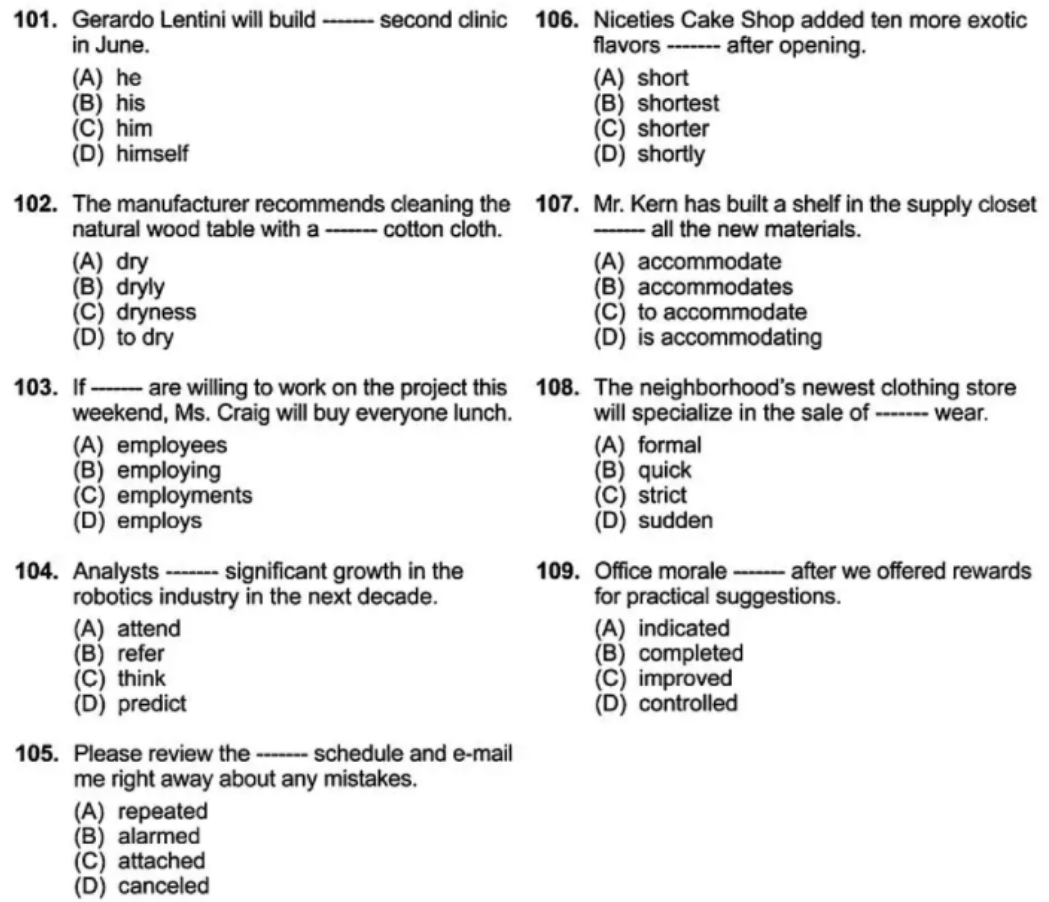 101. Gerardo Lentini will build ------- second clinic
in June.
(A) he
(B) his
(C) him
(D) himself
102. The manufacturer recommends cleaning the
natural wood table with a ------- cotton cloth.
(A) dry
(B) dryly
(C) dryness
(D) to dry
103. If ------- are willing to work on the project this
weekend, Ms. Craig will buy everyone lunch.
(A) employees
(B) employing
(C) employments
(D) employs
104. Analysts ------- significant growth in the
robotics industry in the next decade.
(A) attend
(B) refer
(C) think
(D) predict
105. Please review the ------- schedule and e-mail
me right away about any mistakes.
(A) repeated
(B) alarmed
(C) attached
(D) canceled
106. Niceties Cake Shop added ten more exotic
flavors ------- after opening.
(A) short
(B) shortest
(C) shorter
(D) shortly
107. Mr. Kern has built a shelf in the supply closet
------- all the new materials.
(A) accommodate
(B) accommodates
(C) to accommodate
(D) is accommodating
108. The neighborhood's newest clothing store
will specialize in the sale of ------- wear.
(A) formal
(B) quick
(C) strict
(D) sudden
109. Office morale ------- after we offered rewards
for practical suggestions.
(A) indicated
(B) completed
(C) improved
(D) controlled